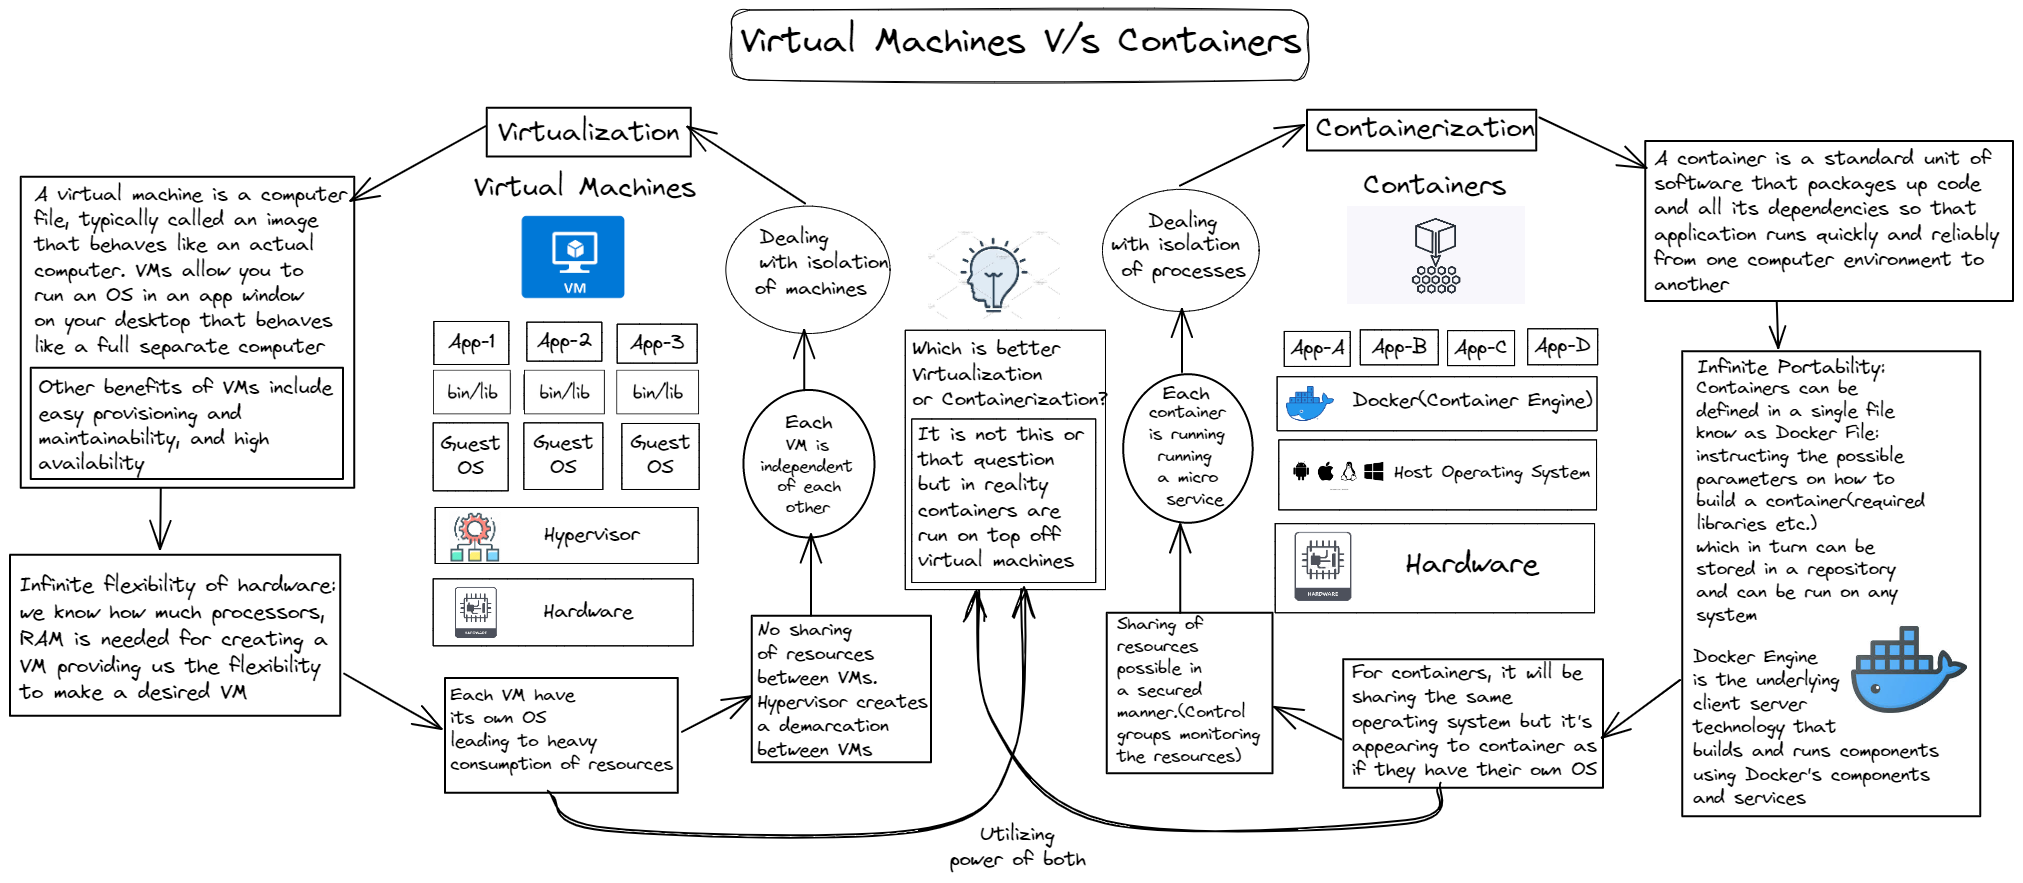 Virtual Machines V/s Containers
Virtualization
Virtual Machines
VM
App-1
App-2
App-3
bin/lib
bin/lib
bin/lib
Guest
OS
Guest
OS
Guest
OS
Hypervisor
HARDWARE
Hardware
A virtual machine is a computer
file, typically called an image
that behaves like an actual
computer. VMs allow you to
run an OS in an app window
on your desktop that behaves
like a full separate computer
Other benefits of VMs include
easy provisioning and
maintainability, and high
availability
Infinite flexibility of hardware:
we know how much processors,
RAM is needed for creating a
VM providing us the flexibility
to make a desired VM
Each VM have
its own OS
leading to heavy
consumption of resources
No sharing
of resources
between VMs.
Hypervisor creates
a demarcation
between VMs
Each
VM is
independent
of each
other
Dealing
with isolation
of machines
Which is better
Virtualization
or Containerization?
It is not this or
that question
but in reality
containers are
run on top off
virtual machines
Utilizing
power of both
Containerization
Containers
App-A
App-B
App-C
App-D
Docker(Container Engine)
Host Operating System
HARDWARE
Hardware
A container is a standard unit of
software that packages up code
and all its dependencies so that
application runs quickly and reliably
from one computer environment to
another
Infinite Portability:
Containers can be
defined in a single file
know as Docker File:
instructing the possible
parameters on how to
build a container(required
libraries etc.)
which in turn can be
stored in a repository
and can be run on any
system
Docker Engine
is the underlying
client server
technology that
builds and runs components
using Docker's components
and services
For containers, it will be
sharing the same
operating system but it's
appearing to container as
if they have their own OS
Sharing of
resources
possible in
a secured
manner.(Control
groups monitoring
the resources)
Each
container
is running
running
a micro
service
Dealing
with isolation
of processes